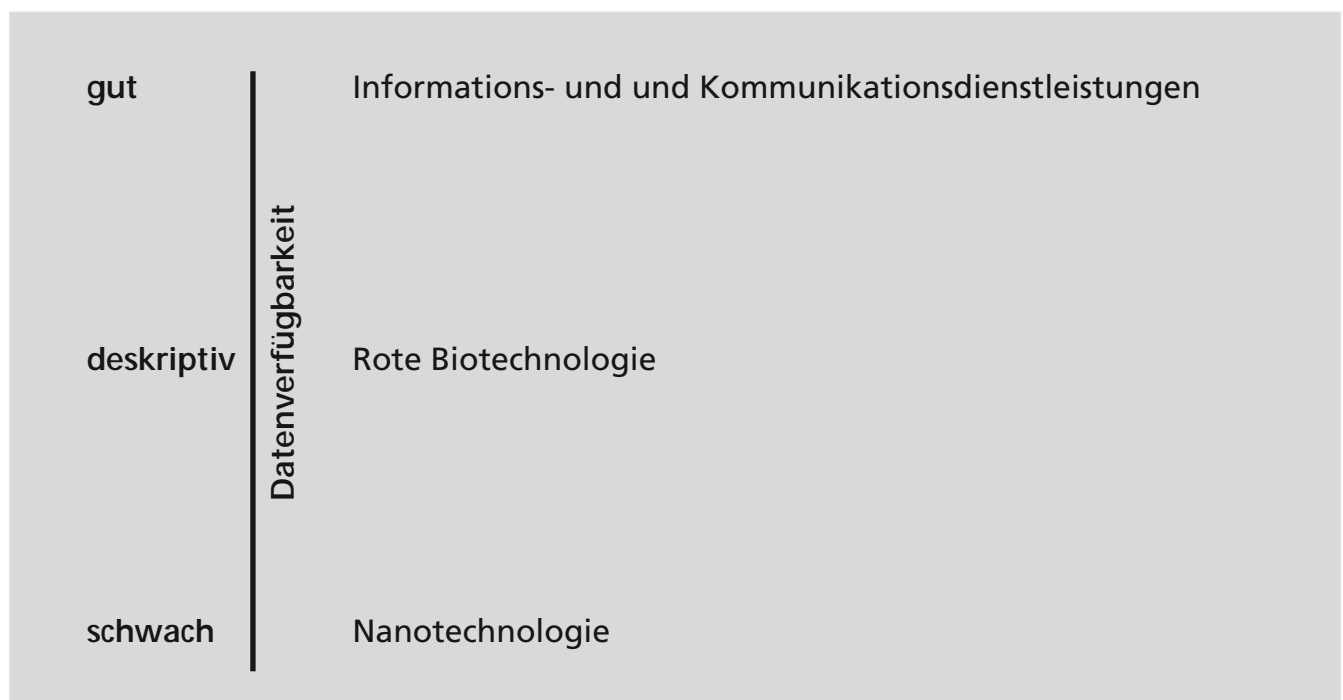 gut Informations- und und Kommunikationsdienstleistungen
Datenverfügbarkeit
deskriptiv Rote Biotechnologie
schwach Nanotechnologie